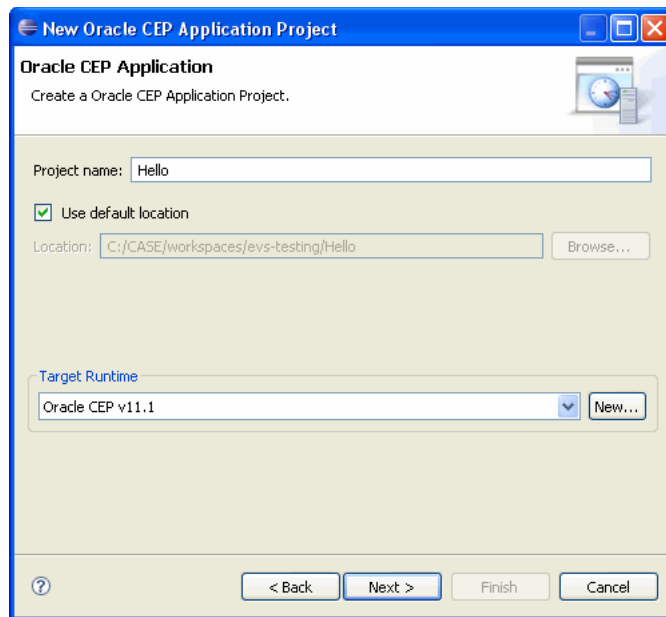 New Oracle CEP Application Project
Oracle CEP Application
Create a Oracle CEP Application Project.
Project name: Hello
Use default location
Location: C:/CASE/workspaces/evs-testing/Hello Browse...
Target Runtime
Oracle CEP v11.1 New...
? < Back Next > Finish Cancel